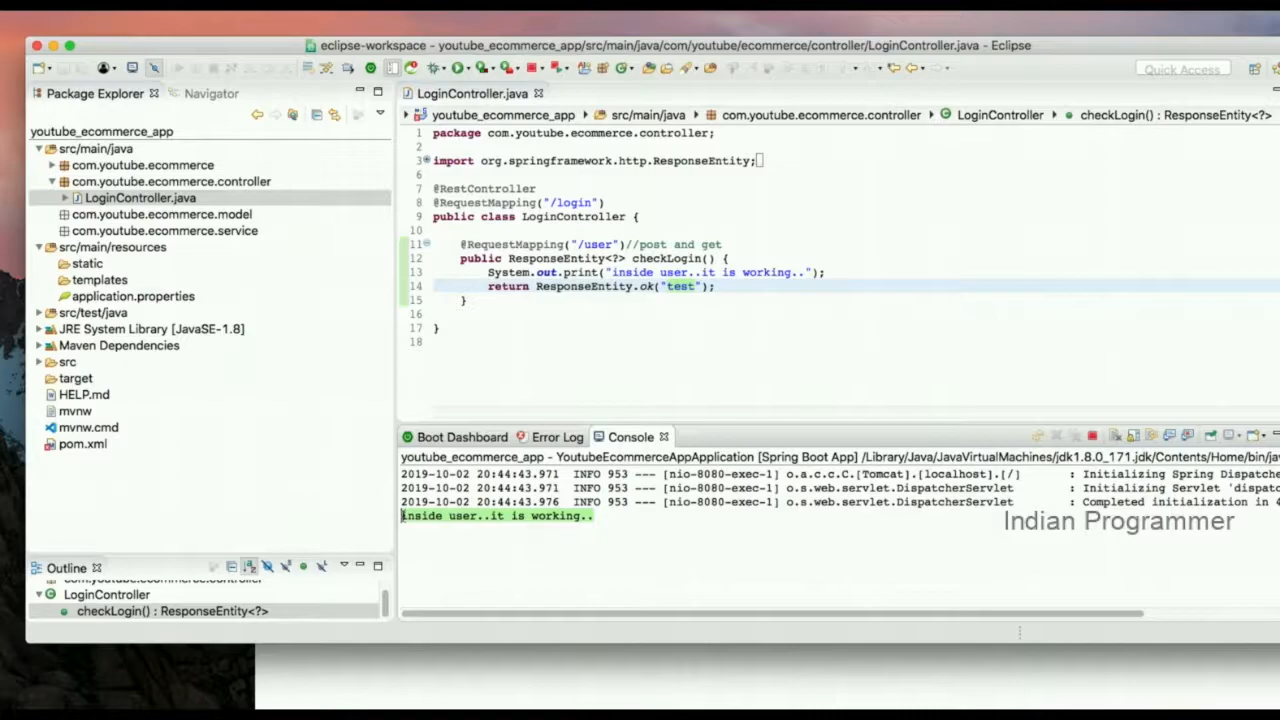 eclipse-workspace - youtube_ecommerce_app/src/main/java/com/youtube/ecommerce/controller/LoginController.java - Eclipse
Quick Access
Package Explorer
Navigator
youtube_ecommerce_app
src/main/java
com.youtube.ecommerce
com.youtube.ecommerce.controller
LoginController.java
com.youtube.ecommerce.model
com.youtube.ecommerce.service
src/main/resources
static
templates
application.properties
src/test/java
JRE System Library [JavaSE-1.8]
Maven Dependencies
src
target
HELP.md
mvnw
mvnw.cmd
pom.xml
Outline
LoginController
checkLogin() : ResponseEntity<?>
LoginController.java
youtube_ecommerce_app
src/main/java
com.youtube.ecommerce.controller
LoginController
checkLogin() : ResponseEntity<?>
1 package com.youtube.ecommerce.controller;
2
3 import org.springframework.http.ResponseEntity;
6
7 @RestController
8 @RequestMapping("/login")
9 public class LoginController {
10
11 @RequestMapping("/user")//post and get
12 public ResponseEntity<?> checkLogin() {
13 System.out.print("inside user..it is working..");
14 return ResponseEntity.ok("test");
15 }
16
17 }
18
Boot Dashboard
Error Log
Console
youtube_ecommerce_app - YoutubeEcommerceAppApplication [Spring Boot App] /Library/Java/JavaVirtualMachines/jdk1.8.0_171.jdk/Contents/Home/bin/ja
2019-10-02 20:44:43.971 INFO 953 --- [nio-8080-exec-1] o.a.c.c.C.[Tomcat].[localhost].[/] : Initializing Spring Dispatche
2019-10-02 20:44:43.971 INFO 953 --- [nio-8080-exec-1] o.s.web.servlet.DispatcherServlet : Initializing Servlet 'dispat
2019-10-02 20:44:43.976 INFO 953 --- [nio-8080-exec-1] o.s.web.servlet.DispatcherServlet : Completed initialization in 4
inside user..it is working..
Indian Programmer